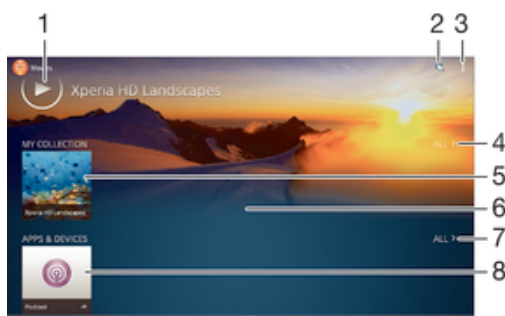 1
2 3
Movies
Xperia HD Landscapes
MY COLLECTION
ALL
4
Xperia HD Landscapes
5
6
APPS & DEVICES
ALL
7
8
Podcast